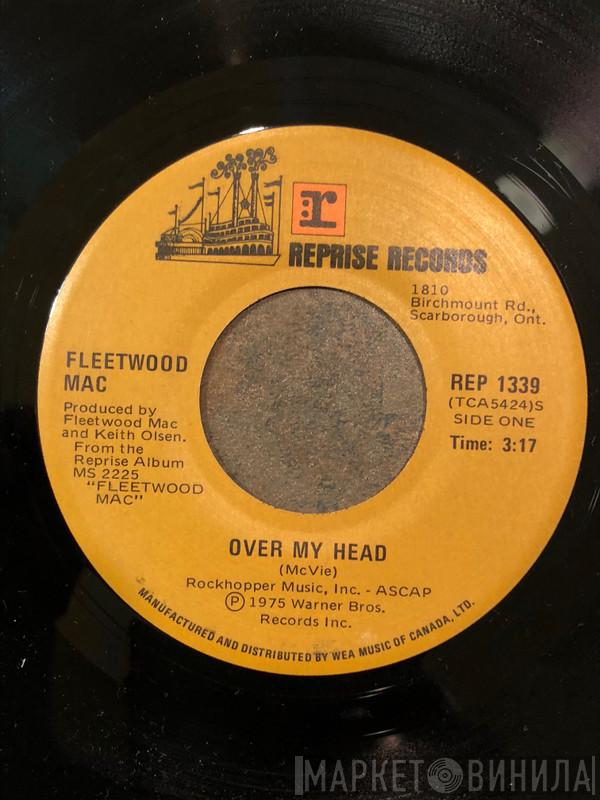 r
REPRISE RECORDS
1810
Birchmount Rd.,
Scarborough, Ont.
FLEETWOOD
MAC
Produced by
Fleetwood Mac
and Keith Olsen.
From the
Reprise Album
MS 2225
"FLEETWOOD
MAC"
REP 1339
(TCA5424)S
SIDE ONE
Time: 3:17
OVER MY HEAD
(McVie)
Rockhopper Music, Inc. - ASCAP
Ⓟ 1975 Warner Bros.
Records Inc.
MANUFACTURED AND DISTRIBUTED BY WEA MUSIC OF CANADA, LTD.
МАРКЕТ ВИНИЛА